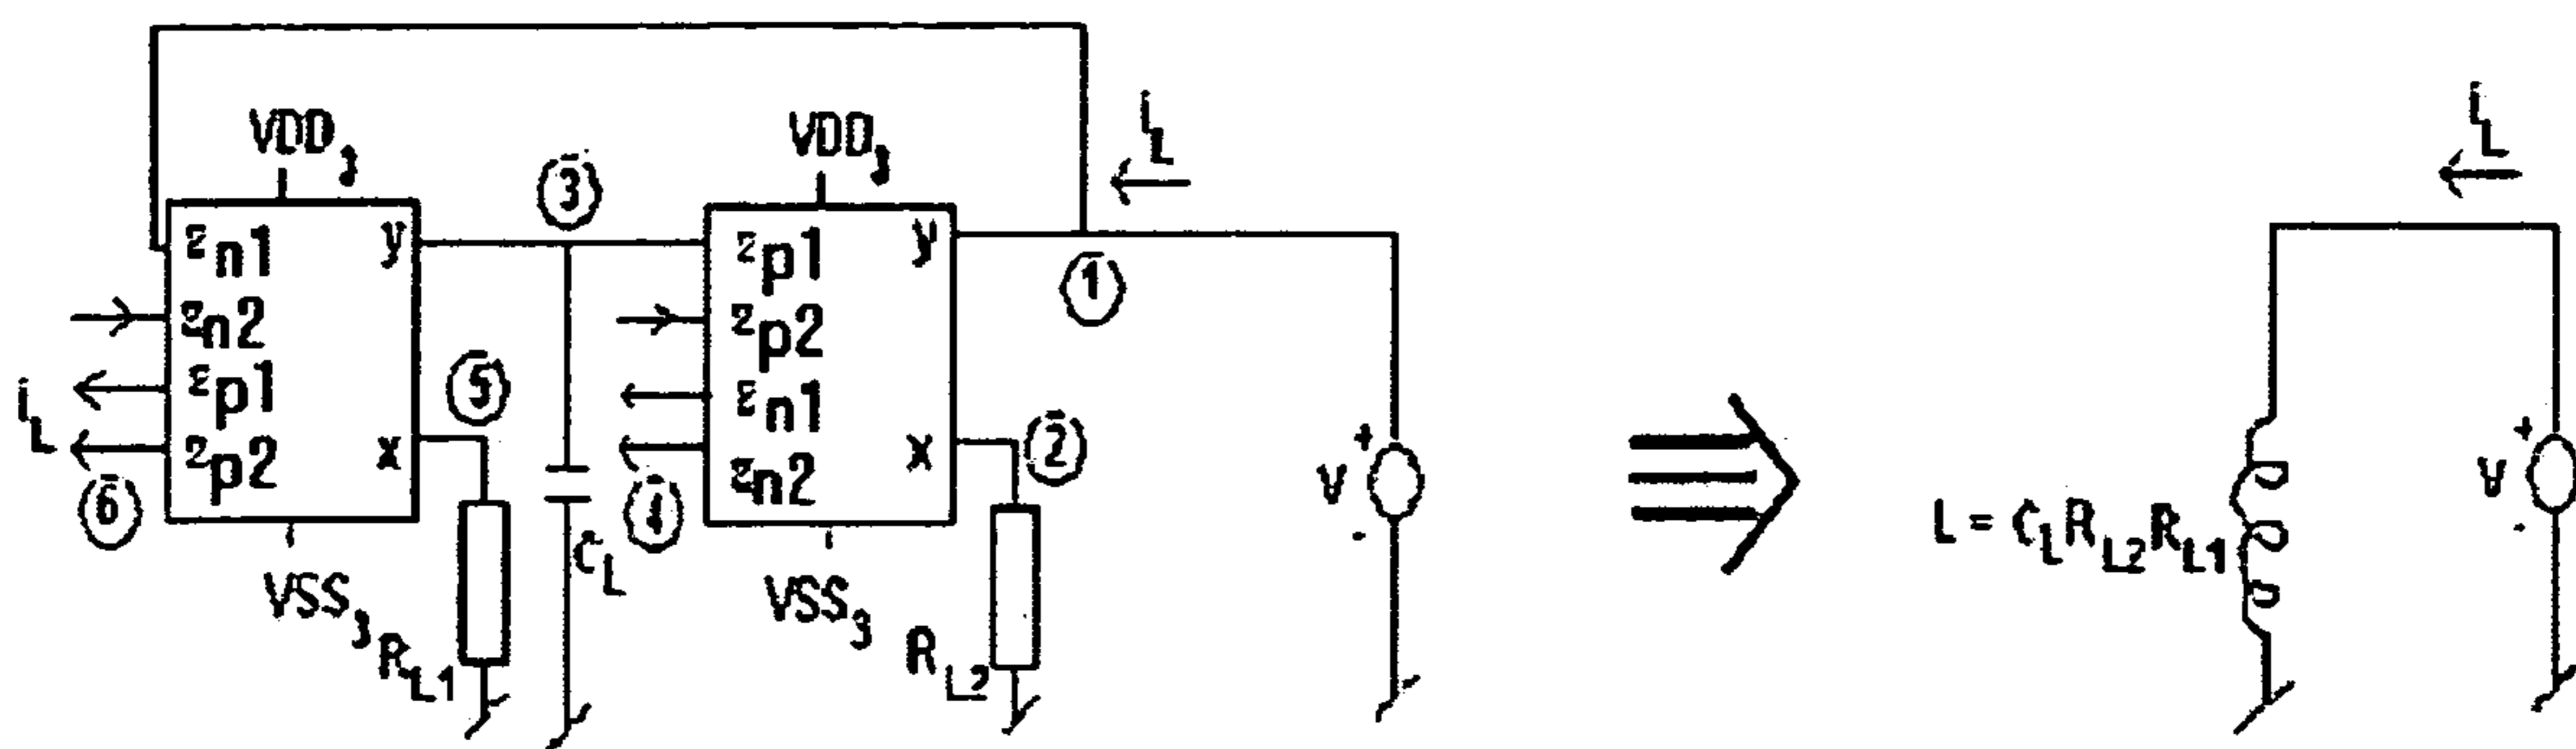 VDD3
VDD3
iL
iL
3
zn1
y
zp1
y
1
zn2
zp2
iL
zp1
5
zn1
zp2
x
zn2
x
2
6
4
CL
V
+
-
L = CLRL2RL1
V
+
-
VSS3
RL1
VSS3
RL2